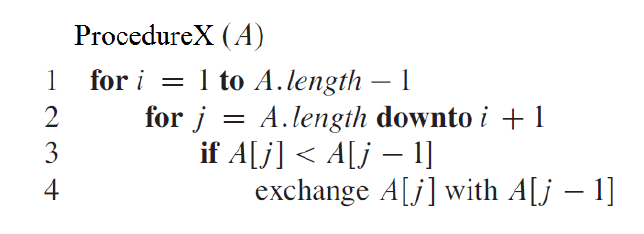 ProcedureX (A)
1 for i = 1 to A.length – 1
2 for j = A.length downto i + 1
3 if A[j] < A[j – 1]
4 exchange A[j] with A[j – 1]